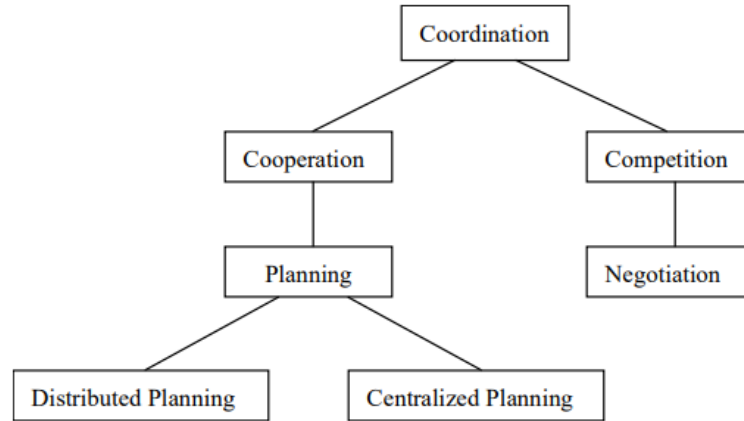 Coordination
Cooperation
Competition
Planning
Negotiation
Distributed Planning
Centralized Planning